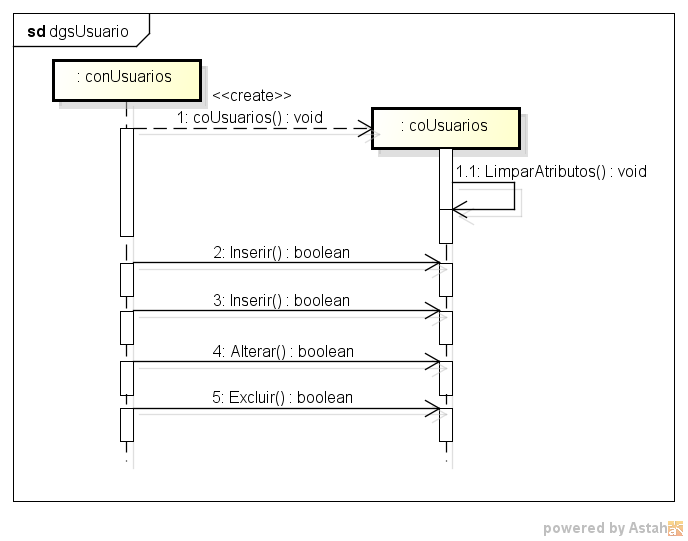 sd dgsUsuario
: conUsuarios
<<create>>
1: coUsuarios() : void
: coUsuarios
1.1: LimparAtributos() : void
2: Inserir() : boolean
3: Inserir() : boolean
4: Alterar() : boolean
5: Excluir() : boolean
powered by Astah